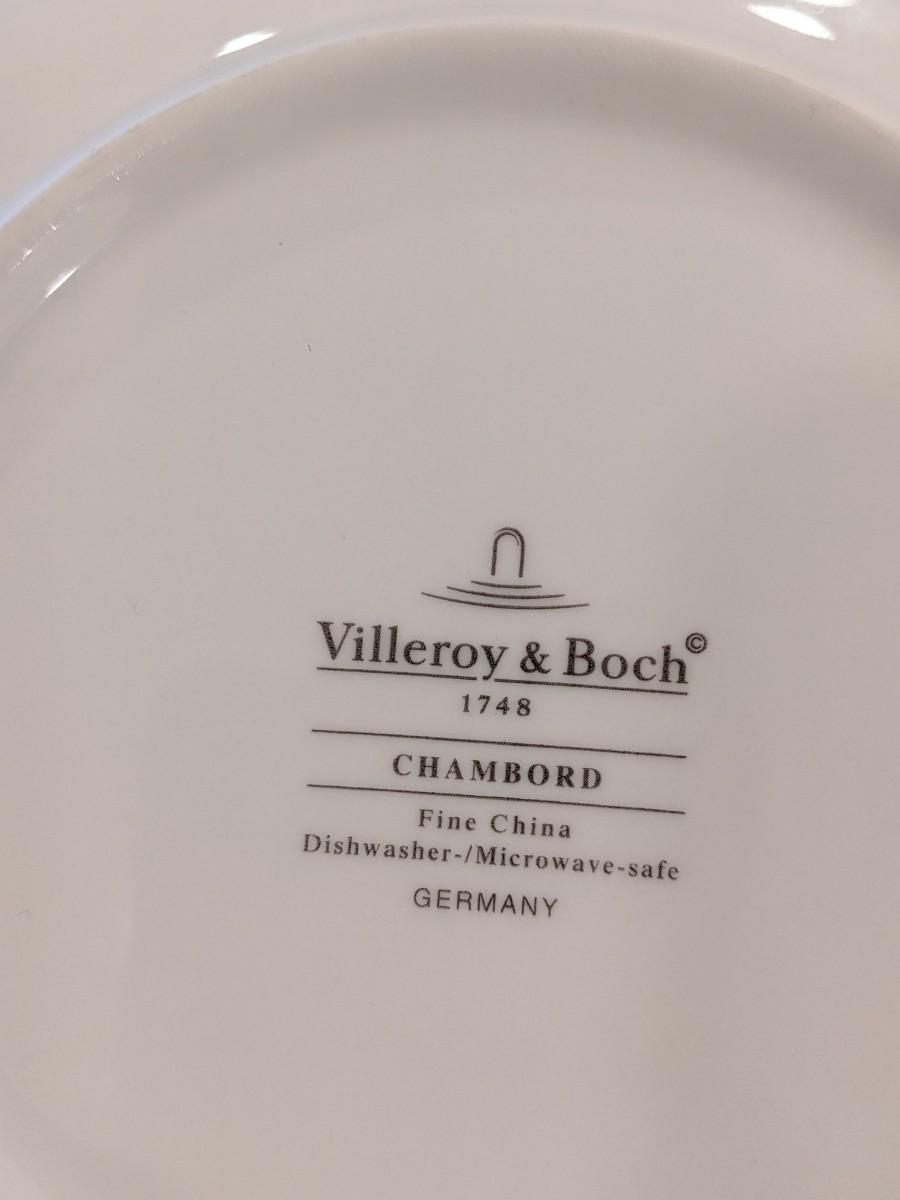 Villeroy & Boch©
1748
CHAMBORD
Fine China
Dishwasher-/Microwave-safe
GERMANY